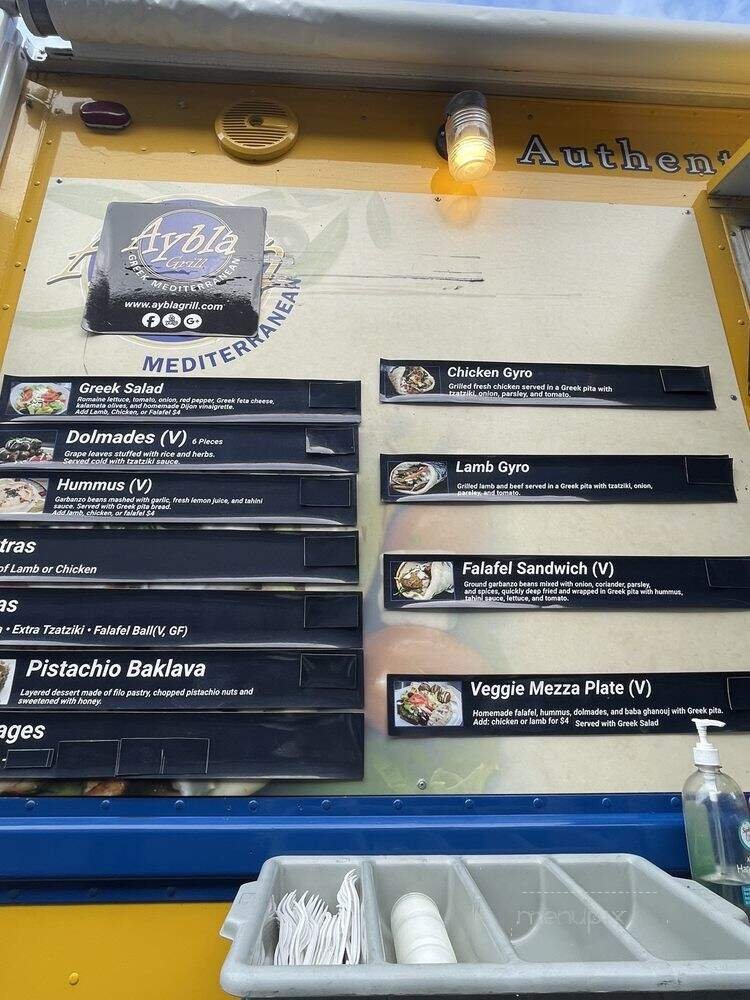 Authent
Aybla
Grill
GREEK MEDITERRANEAN
www.ayblagrill.com
G+
MEDITERRANEAN
Greek Salad
Romaine lettuce, tomato, onion, red pepper, Greek feta cheese,
kalamata olives, and homemade Dijon vinaigrette.
Add Lamb, Chicken, or Falafel $4
Dolmades (V) 6 Pieces
Grape leaves stuffed with rice and herbs.
Served cold with tzatziki sauce.
Hummus (V)
Garbanzo beans mashed with garlic, fresh lemon juice, and tahini
sauce. Served with Greek pita bread.
Add lamb, chicken, or falafel $4
tras
of Lamb or Chicken
as
• Extra Tzatziki • Falafel Ball(V, GF)
Pistachio Baklava
Layered dessert made of filo pastry, chopped pistachio nuts and
sweetened with honey.
ages
Chicken Gyro
Grilled fresh chicken served in a Greek pita with
tzatziki, onion, parsley, and tomato.
Lamb Gyro
Grilled lamb and beef served in a Greek pita with tzatziki, onion,
parsley, and tomato.
Falafel Sandwich (V)
Ground garbanzo beans mixed with onion, coriander, parsley,
and spices, quickly deep fried and wrapped in Greek pita with hummus,
tahini sauce, lettuce, and tomato.
Veggie Mezza Plate (V)
Homemade falafel, hummus, dolmades, and baba ghanouj with Greek pita.
Add: chicken or lamb for $4 Served with Greek Salad
menupix